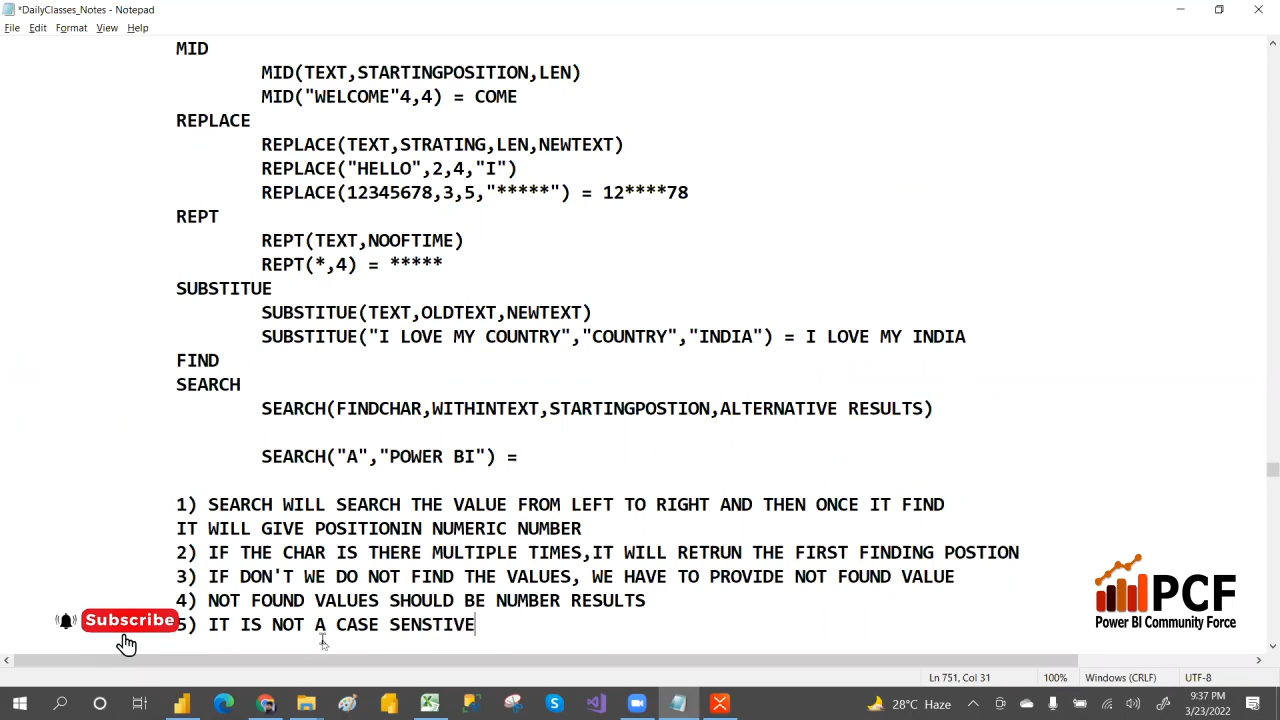 *DailyClasses_Notes - Notepad
File Edit Format View Help
MID
MID(TEXT,STARTINGPOSITION,LEN)
MID("WELCOME"4,4) = COME
REPLACE
REPLACE(TEXT,STRATING,LEN,NEWTEXT)
REPLACE("HELLO",2,4,"I")
REPLACE(12345678,3,5,"*****") = 12****78
REPT
REPT(TEXT,NOOFTIME)
REPT(*,4) = *****
SUBSTITUE
SUBSTITUE(TEXT,OLDTEXT,NEWTEXT)
SUBSTITUE("I LOVE MY COUNTRY","COUNTRY","INDIA") = I LOVE MY INDIA
FIND
SEARCH
SEARCH(FINDCHAR,WITHINTEXT,STARTINGPOSTION,ALTERNATIVE RESULTS)
SEARCH("A","POWER BI") =
1) SEARCH WILL SEARCH THE VALUE FROM LEFT TO RIGHT AND THEN ONCE IT FIND
IT WILL GIVE POSITIONIN NUMERIC NUMBER
2) IF THE CHAR IS THERE MULTIPLE TIMES,IT WILL RETRUN THE FIRST FINDING POSTION
3) IF DON'T WE DO NOT FIND THE VALUES, WE HAVE TO PROVIDE NOT FOUND VALUE
4) NOT FOUND VALUES SHOULD BE NUMBER RESULTS
5) IT IS NOT A CASE SENSTIVE
Subscribe
PCF
Power BI Community Force
Ln 751, Col 31 100% Windows (CRLF) UTF-8
28°C Haze 9:37 PM
3/23/2022